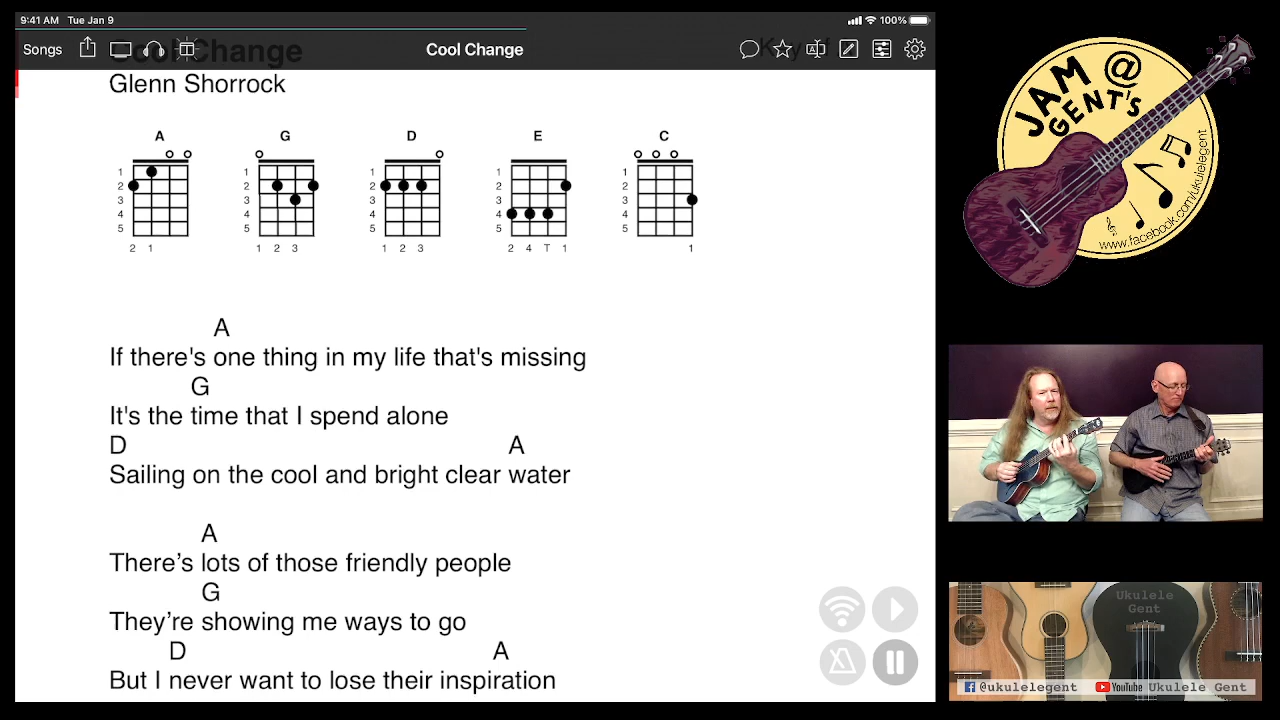 9:41 AM Tue Jan 9 100%
Songs Cool Change Cool Change
Glenn Shorrock
A G D E C
1 1 1 1 1
2 2 2 2 2
3 3 3 3 3
4 4 4 4 4
5 5 5 5 5
2 1 1 2 3 1 2 3 2 4 T 1 1
A
If there's one thing in my life that's missing
G
It's the time that I spend alone
D A
Sailing on the cool and bright clear water
A
There’s lots of those friendly people
G
They’re showing me ways to go
D A
But I never want to lose their inspiration
JAM @
GENT'S
www.facebook.com/ukulelegent
Ukulele
Gent
@ukulelegent YouTube Ukulele Gent